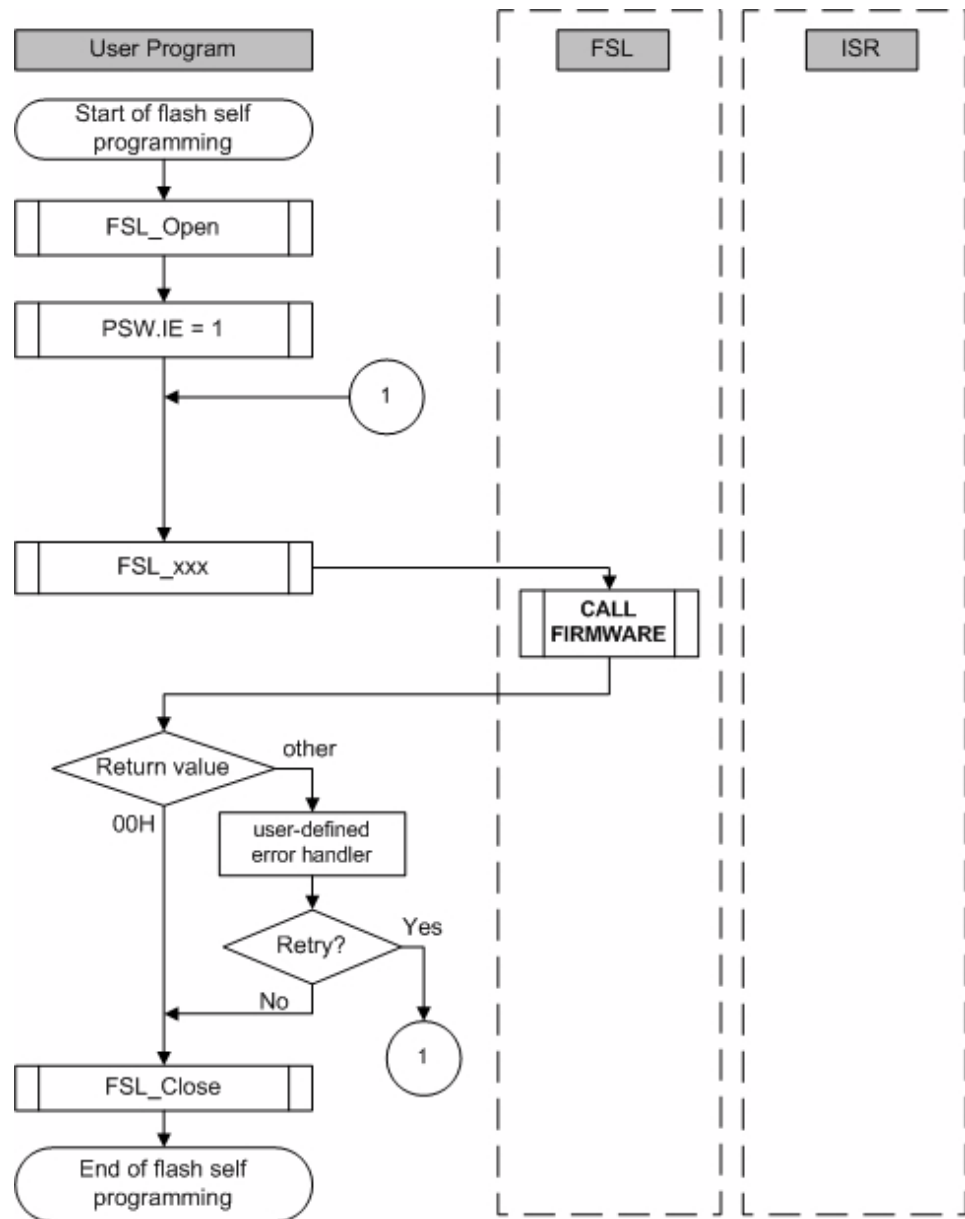 User Program
FSL
ISR
Start of flash self
programming
FSL_Open
PSW.IE = 1
1
FSL_xxx
CALL
FIRMWARE
Return value
other
00H
user-defined
error handler
Retry?
Yes
No
1
FSL_Close
End of flash self
programming